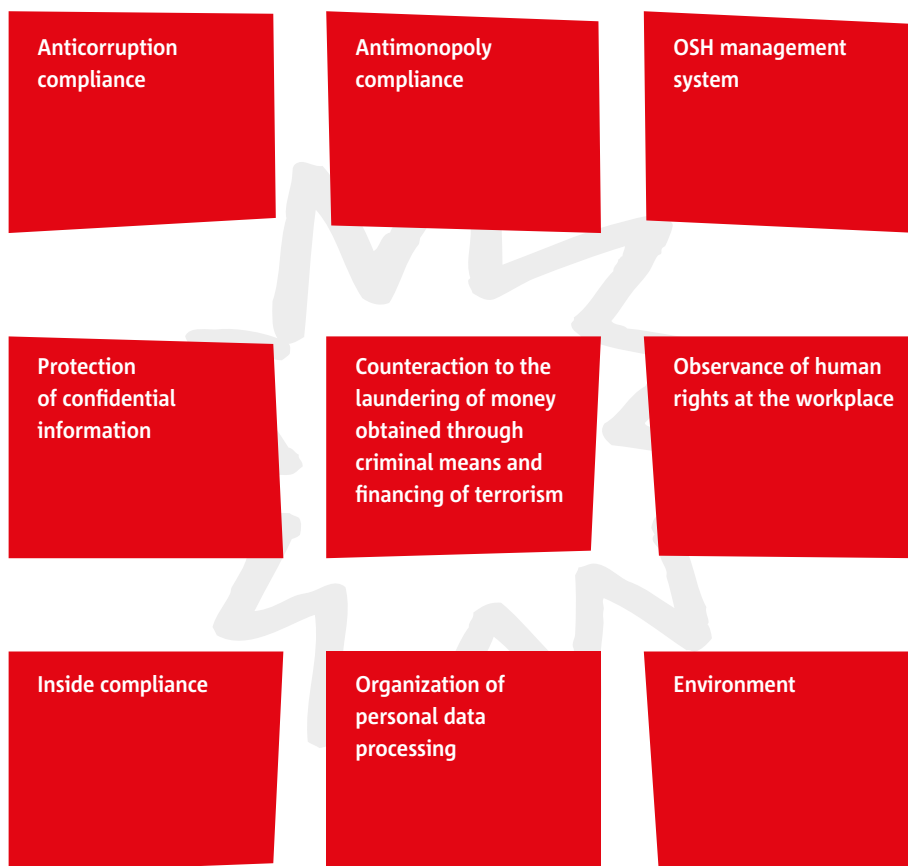 Anticorruption
compliance
Antimonopoly
compliance
OSH management
system
Protection
of confidential
information
Counteraction to the
laundering of money
obtained through
criminal means and
financing of terrorism
Observance of human
rights at the workplace
Inside compliance
Organization of
personal data
processing
Environment